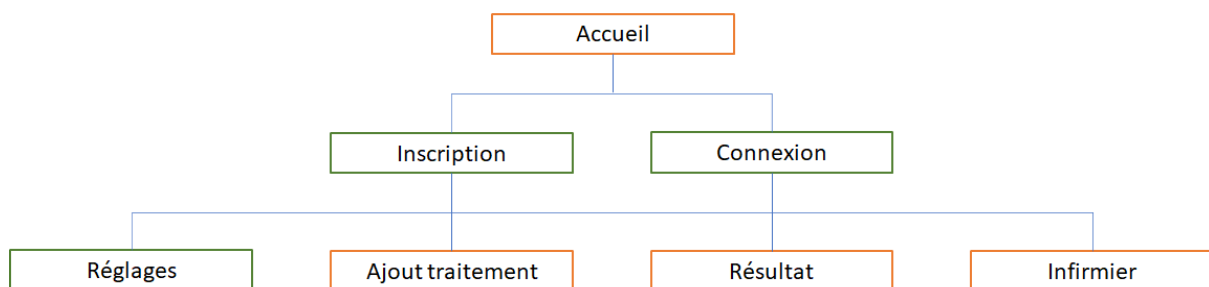 Accueil
Inscription
Connexion
Réglages
Ajout traitement
Résultat
Infirmier